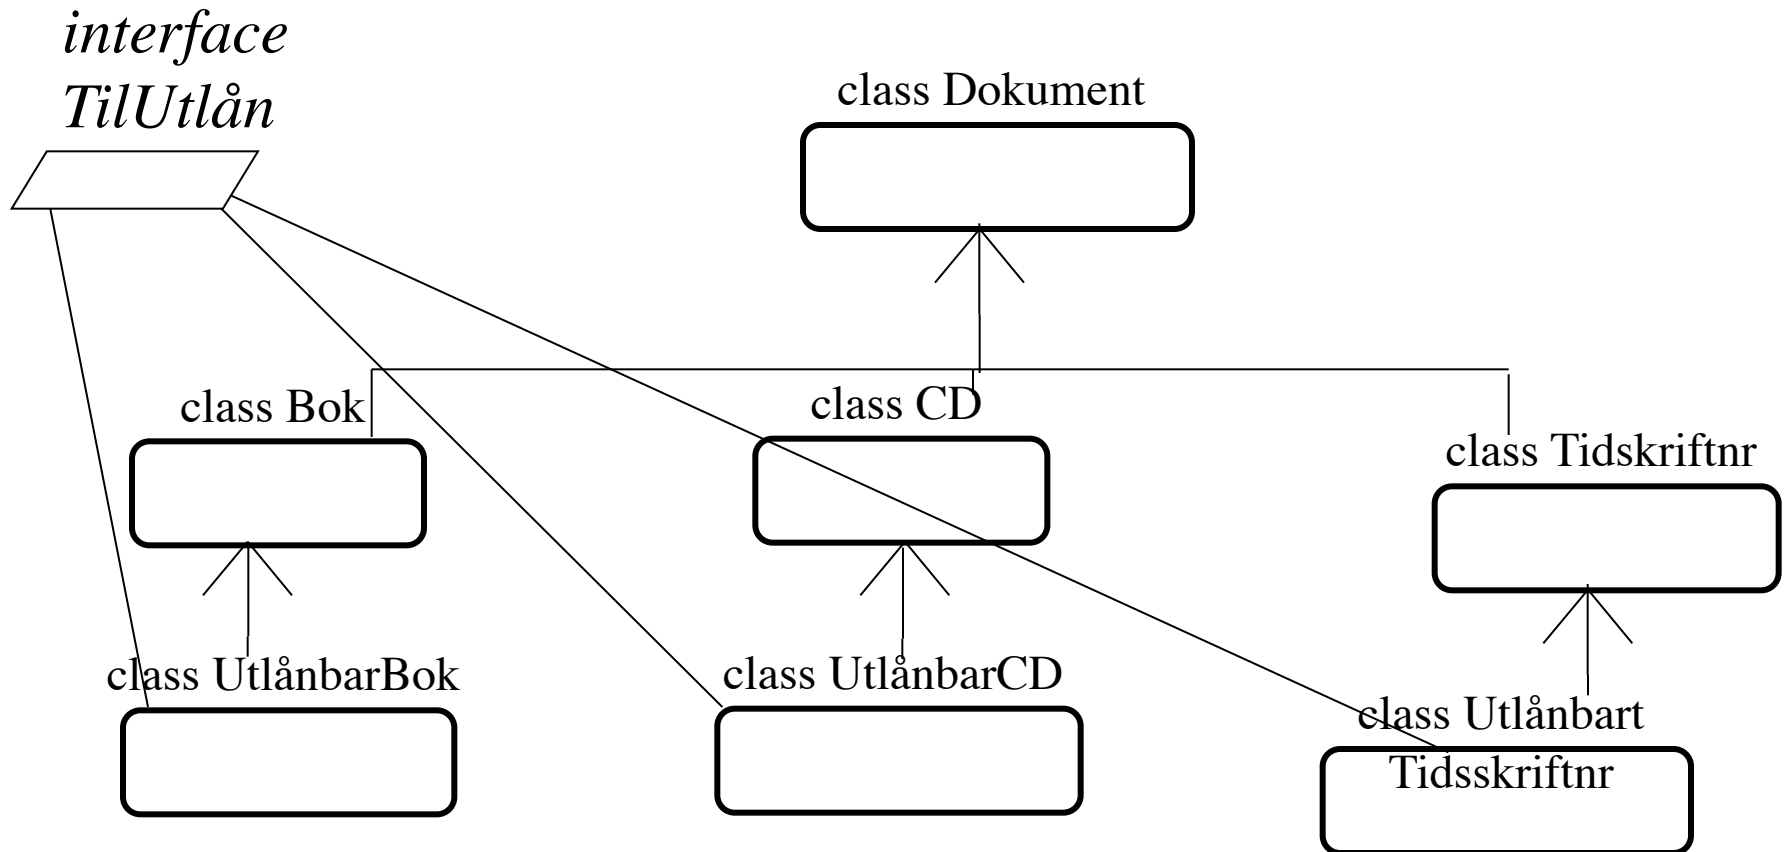 interface
TilUtlån
class Dokument
class Bok
class CD
class Tidskriftnr
class UtlånbarBok
class UtlånbarCD
class Utlånbart
Tidsskriftnr